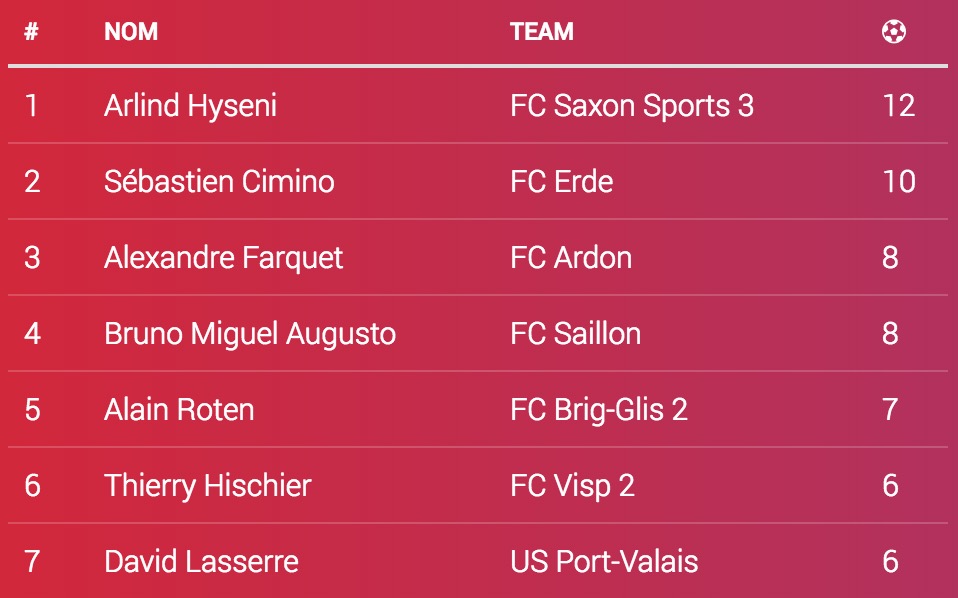 # NOM TEAM
1 Arlind Hyseni FC Saxon Sports 3 12
2 Sébastien Cimino FC Erde 10
3 Alexandre Farquet FC Ardon 8
4 Bruno Miguel Augusto FC Saillon 8
5 Alain Roten FC Brig-Glis 2 7
6 Thierry Hischier FC Visp 2 6
7 David Lasserre US Port-Valais 6